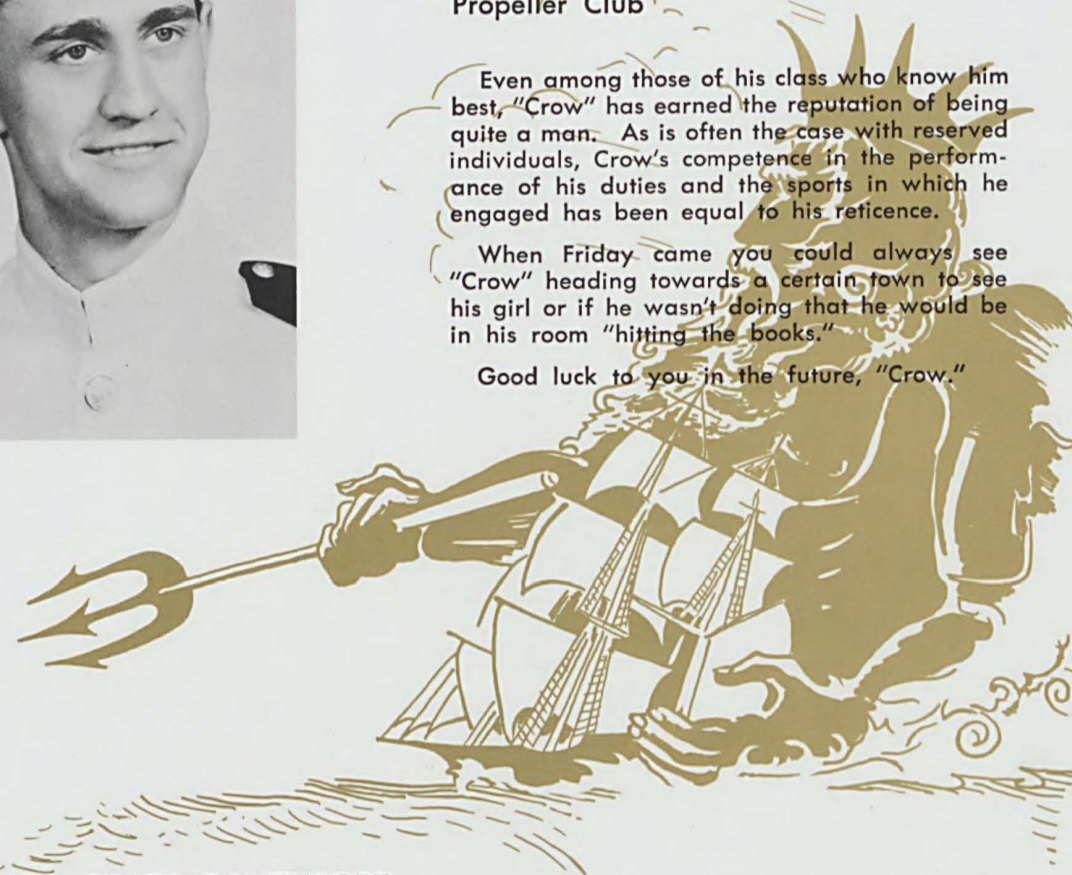 Propeller Club
Even among those of his class who know him
best, "Crow" has earned the reputation of being
quite a man. As is often the case with reserved
individuals, Crow's competence in the perform-
ance of his duties and the sports in which he
engaged has been equal to his reticence.
When Friday came you could always see
"Crow" heading towards a certain town to see
his girl or if he wasn't doing that he would be
in his room "hitting the books."
Good luck to you in the future, "Crow."